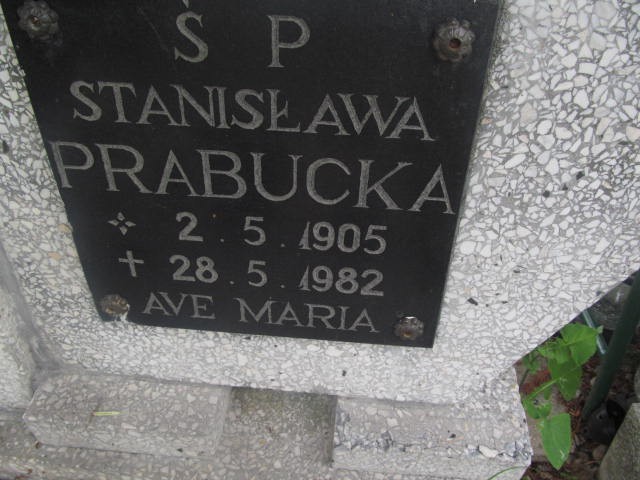 Ś P
STANISŁAWA
PRABUCKA
2.5.1905
28.5.1982
AVE MARIA